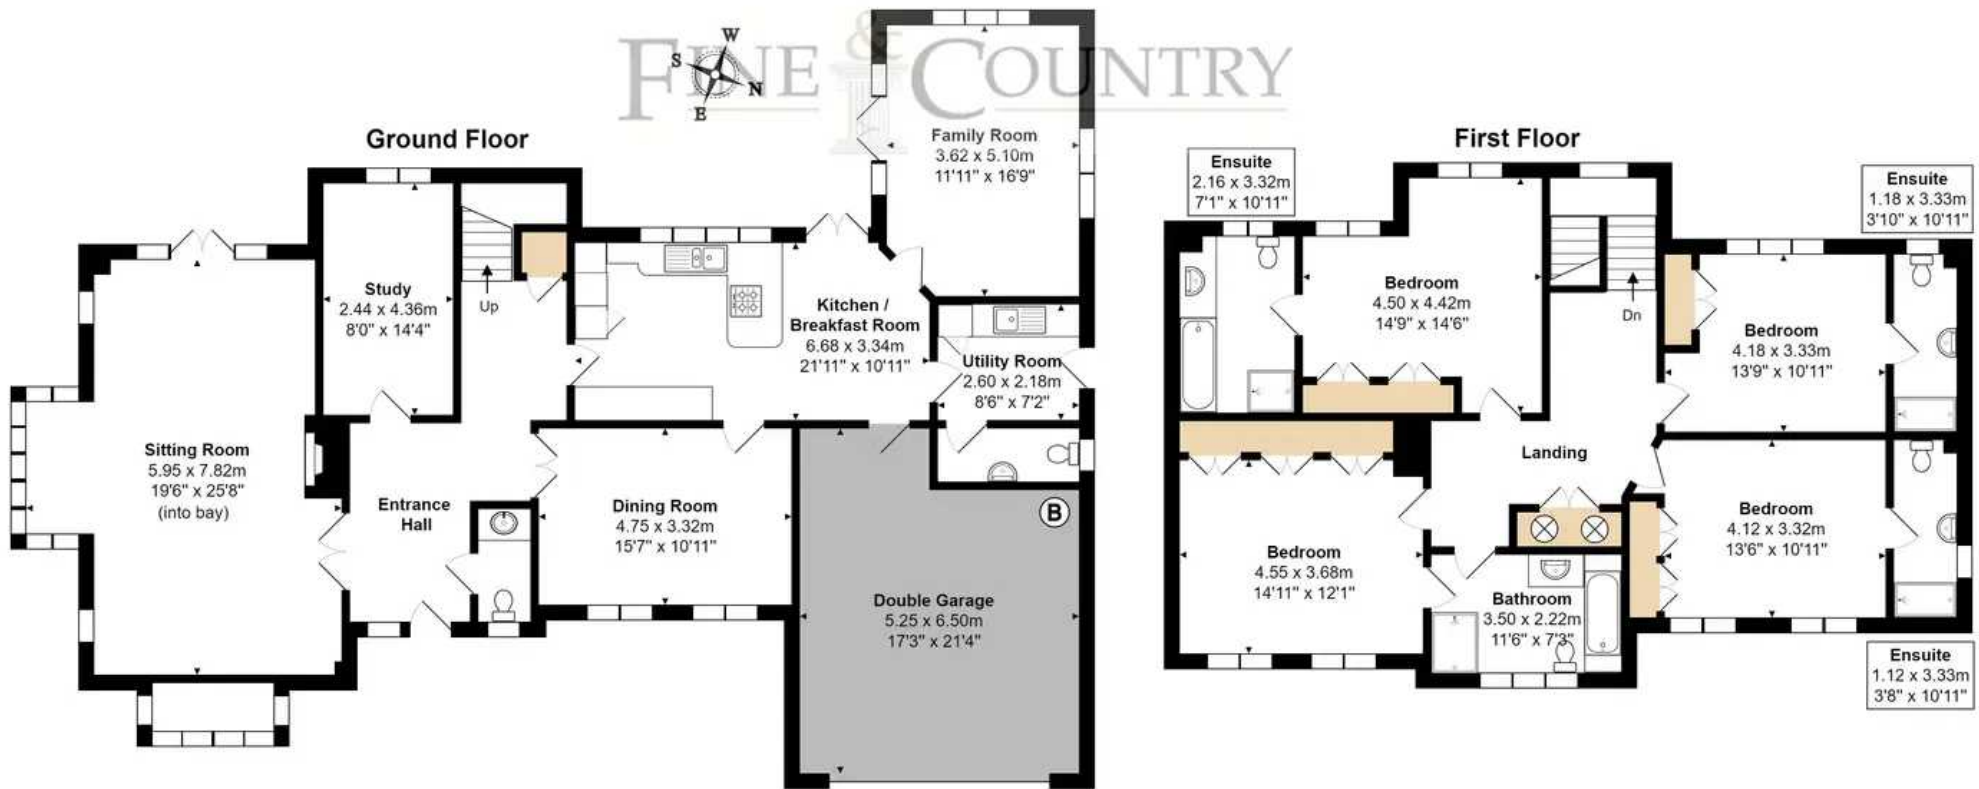 FINE & COUNTRY
W
S
N
E
Ground Floor
Family Room
3.62 x 5.10m
11'11" x 16'9"
Study
2.44 x 4.36m
8'0" x 14'4"
Up
Kitchen /
Breakfast Room
6.68 x 3.34m
21'11" x 10'11"
Utility Room
2.60 x 2.18m
8'6" x 7'2"
Sitting Room
5.95 x 7.82m
19'6" x 25'8"
(into bay)
Entrance
Hall
Dining Room
4.75 x 3.32m
15'7" x 10'11"
B
Double Garage
5.25 x 6.50m
17'3" x 21'4"
First Floor
Ensuite
2.16 x 3.32m
7'1" x 10'11"
Ensuite
1.18 x 3.33m
3'10" x 10'11"
Bedroom
4.50 x 4.42m
14'9" x 14'6"
Dn
Bedroom
4.18 x 3.33m
13'9" x 10'11"
Landing
Bedroom
4.55 x 3.68m
14'11" x 12'1"
Bedroom
4.12 x 3.32m
13'6" x 10'11"
Bathroom
3.50 x 2.22m
11'6" x 7'3"
Ensuite
1.12 x 3.33m
3'8" x 10'11"